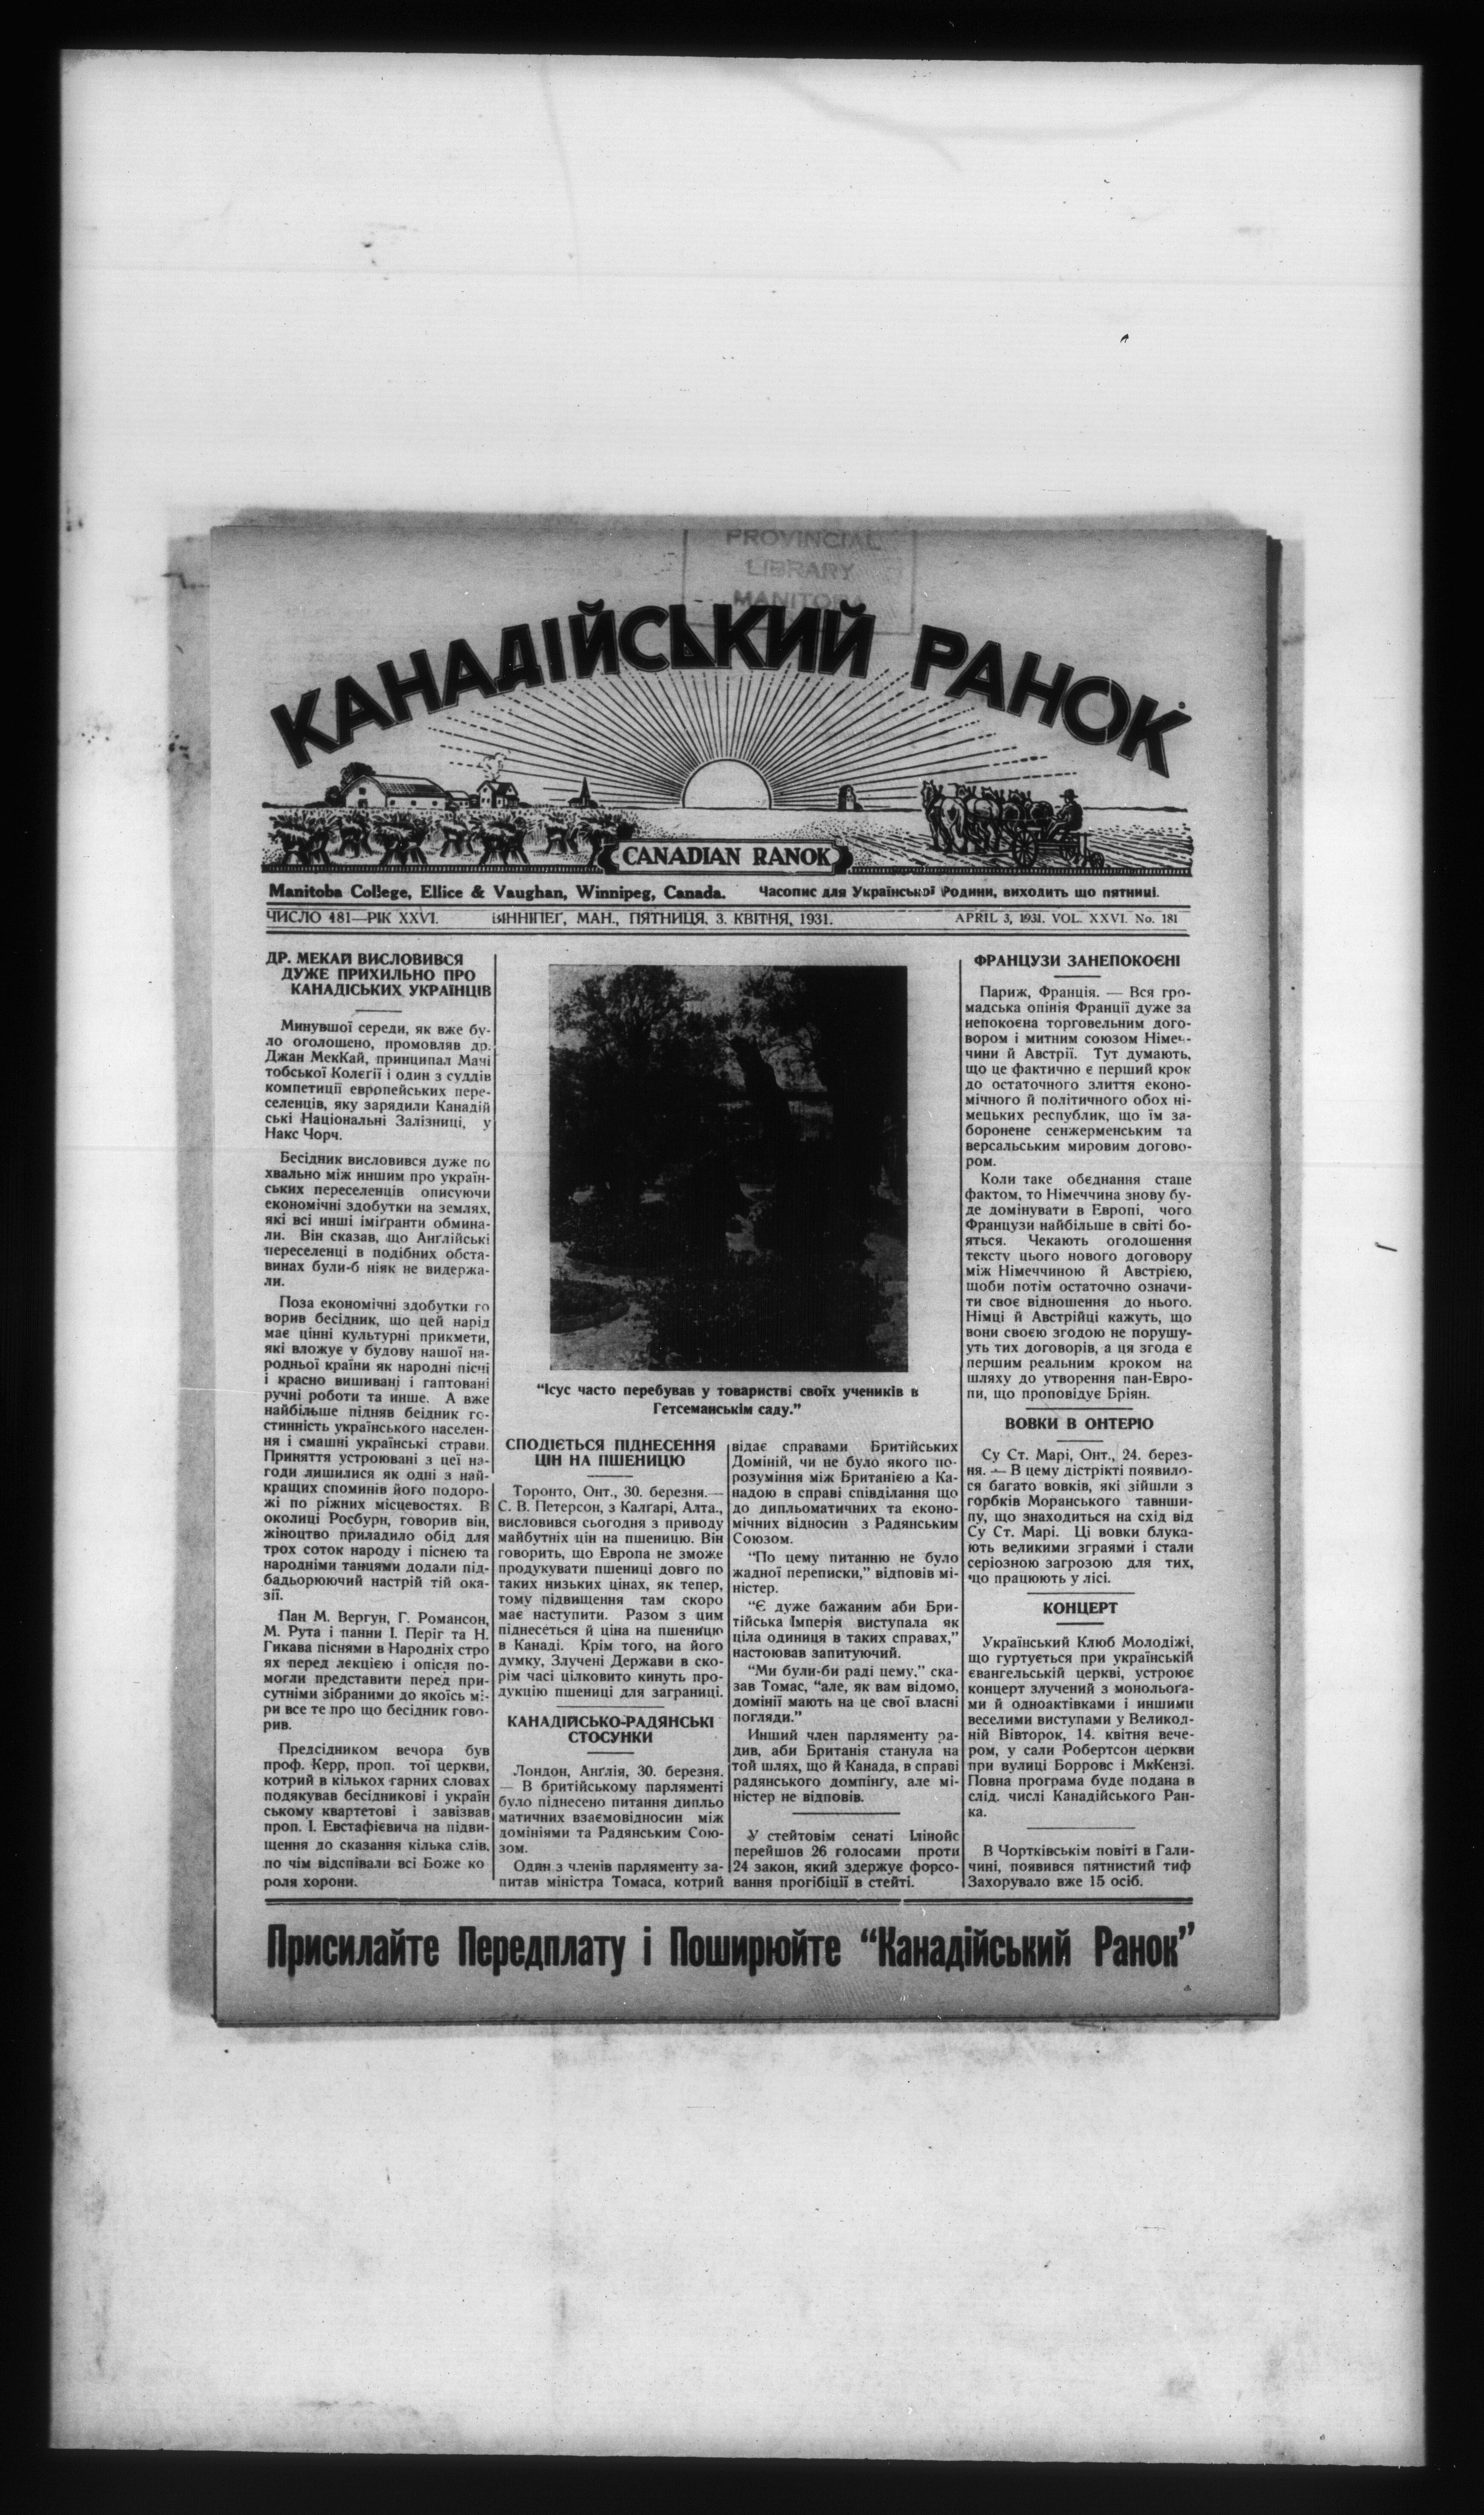 PROVINCIAL
LIBRARY
MANITOBA
КАНАДІЙСЬКИЙ РАНОК
CANADIAN RANOK
Manitoba College, Ellice & Vaughan, Winnipeg, Canada. Часопис для Української Родини, виходить що пятниці.
ЧИСЛО 181—РІК XXVI. ВІННІПЕГ, МАН., ПЯТНИЦЯ. 3. КВІТНЯ, 1931. APRIL 3, 1931. VOL. XXVI. No. 181
ДР. МЕКАЙ ВИСЛОВИВСЯ
ДУЖЕ ПРИХИЛЬНО ПРО
КАНАДІСЬКИХ УКРАЇНЦІВ
Минувшої середи, як вже бу-
ло оголошено, промовляв др.
Джан МекКай, принципал Мані
тобської Колєґії і один з суддів
компетиції европейських пере-
селенців, яку зарядили Канадій
ські Національні Залізниці, у
Накс Чорч.
Бесідник висловився дуже по
хвально між иншим про україн-
ських переселенців описуючи
економічні здобутки на землях,
які всі инші іміґранти обмина-
ли. Він сказав, що Анґлійські
переселенці в подібних обста-
винах були-б ніяк не видержа-
ли.
Поза економічні здобутки го
ворив бесідник, що цей нарід
має цінні культурні прикмети,
які вложує у будову нашої на-
родньої країни як народні пісні
і красно вишивані і гаптовані
ручні роботи та инше. А вже
найбільше підняв беідник го-
стинність українського населен-
ня і смашні українські страви.
Приняття устроювані з цеї на-
годи лишилися як одні з най-
кращих споминів його подоро-
жі по ріжних місцевостях. В
околиці Росбурн, говорив він,
жіноцтво приладило обід для
трох соток народу і піснею та
народніми танцями додали під-
бадьорюючий настрій тій ока-
зії.
Пан М. Вергун, Г. Романсон,
М. Рута і панни І. Періг та Н.
Гикава піснями в Народніх стро
ях перед лєкцією і опісля по-
могли представити перед при-
сутніми зібраними до якоїсь мі-
ри все те про що бесідник гово-
рив.
Предсідником вечора був
проф. Керр, проп. тої церкви,
котрий в кількох гарних словах
подякував бесідникові і україн
ському квартетові і завізвав
проп. І. Евстафієвича на підви-
щення до сказання кілька слів,
по чім відспівали всі Боже ко
роля хорони.
“Ісус часто перебував у товаристві своїх учеників в
Гетсеманськім саду.”
СПОДІЄТЬСЯ ПІДНЕСЕННЯ
ЦІН НА ПШЕНИЦЮ
Торонто, Онт., 30. березня.—
С. В. Петерсон, з Калґарі, Алта.,
висловився сьогодня з приводу
майбутніх цін на пшеницю. Він
говорить, що Европа не зможе
продукувати пшениці довго по
таких низьких цінах, як тепер,
тому підвищення там скоро
має наступити. Разом з цим
піднесеться й ціна на пшеницю
в Канаді. Крім того, на його
думку, Злучені Держави в ско-
рім часі цілковито кинуть про-
дукцію пшениці для заграниці.
КАНАДІЙСЬКО-РАДЯНСЬКІ
СТОСУНКИ
Лондон, Анґлія, 30. березня.
— В бритійському парляменті
було піднесено питання дипльо
матичних взаємовідносин між
домініями та Радянським Сою-
зом.
Один з членів парляменту за-
питав міністра Томаса, котрий
відає справами Бритійських
Домінії, чи не було якого по-
розуміння між Британією а Ка-
надою в справі співділання що
до дипльоматичних та еконо-
мічних відносин з Радянським
Союзом.
“По цему питанню не було
жадної переписки,” відповів мі-
ністер.
“Є дуже бажаним аби Бри-
тійська Імперія виступала як
ціла одиниця в таких справах,”
настоював запитуючий.
“Ми були-би раді цему,” ска-
зав Томас, “але, як вам відомо,
домінії мають на це свої власні
погляди.”
Инший член парляменту ра-
див, аби Британія станула на
той шлях, що й Канада, в справі
радянського домпінґу, але мі-
ністер не відповів.
У стейтовім сенаті Ілінойс
перейшов 26 голосами проти
24 закон, який здержує форсо-
вання прогібіції в стейті.
ФРАНЦУЗИ ЗАНЕПОКОЄНІ
Париж, Франція. — Вся гро-
мадська опінія Франції дуже за
непокоєна торговельним дого-
вором і митним союзом Німеч-
чини й Австрії. Тут думають,
що це фактично є перший крок
до остаточного злиття еконо-
мічного й політичного обох ні-
мецьких республик, що їм за-
боронене сенжерменським та
версальським мировим догово-
ром.
Коли таке обєднання стане
фактом, то Німеччина знову бу-
де домінувати в Европі, чого
Французи найбільше в світі бо-
яться. Чекають оголошення
тексту цього нового договору
між Німеччиною й Австрією,
щоби потім остаточно означи-
ти своє відношення до нього.
Німці й Австрійці кажуть, що
вони своєю згодою не порушу-
уть тих договорів, а ця згода є
першим реальним кроком на
шляху до утворення пан-Евро-
пи, що проповідує Бріян.
ВОВКИ В ОНТЕРІО
Су Ст. Марі, Онт., 24. берез-
ня. — В цему дістрікті появило-
ся багато вовків, які зійшли з
горбків Моранського тавнши-
пу, що знаходиться на схід від
Су Ст. Марі. Ці вовки блука-
ють великими зграями і стали
серіозною загрозою для тих,
що працюють у лісі.
КОНЦЕРТ
Український Клюб Молодіжі,
що гуртується при українській
євангельській церкві, устроює
концерт злучений з монольоґа-
ми й одноактівками і иншими
веселими виступами у Великод-
ній Вівторок, 14. квітня вече-
ром, у сали Робертсон церкви
при вулиці Борровс і МкКензі.
Повна програма буде подана в
слід. числі Канадійського Ран-
ка.
В Чортківськім повіті в Гали-
чині, появився пятнистий тиф
Захорувало вже 15 осіб.
Присилайте Передплату і Поширюйте “Канадійський Ранок”